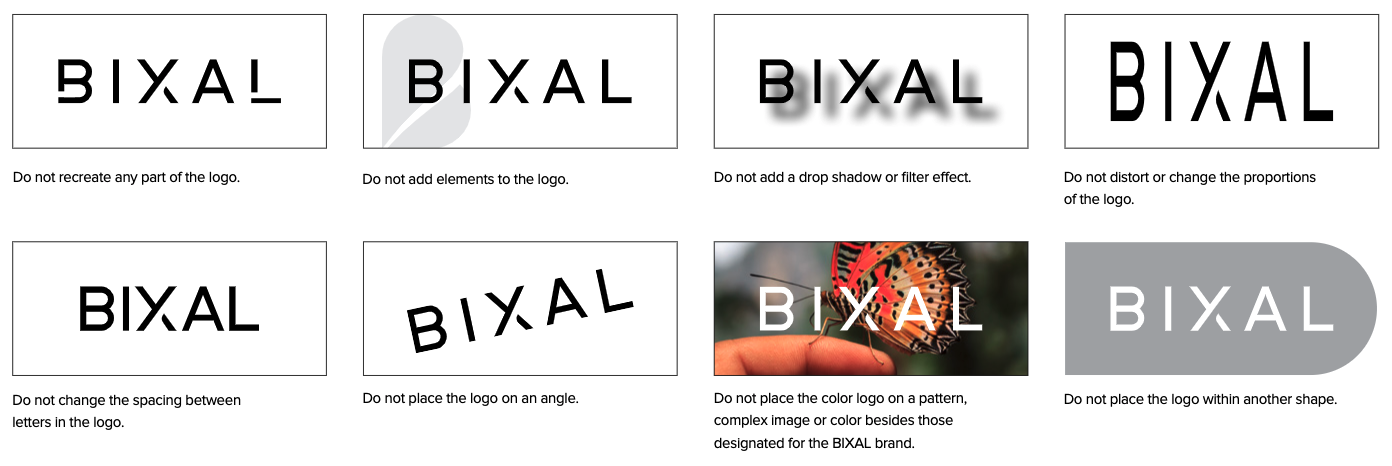 BIXAL
BIXAL
BIXAL
BIXAL
Do not recreate any part of the logo.
Do not add elements to the logo.
Do not add a drop shadow or filter effect.
Do not distort or change the proportions
of the logo.
BIXAL
BIXAL
BIXAL
BIXAL
Do not change the spacing between
letters in the logo.
Do not place the logo on an angle.
Do not place the color logo on a pattern,
complex image or color besides those
designated for the BIXAL brand.
Do not place the logo within another shape.